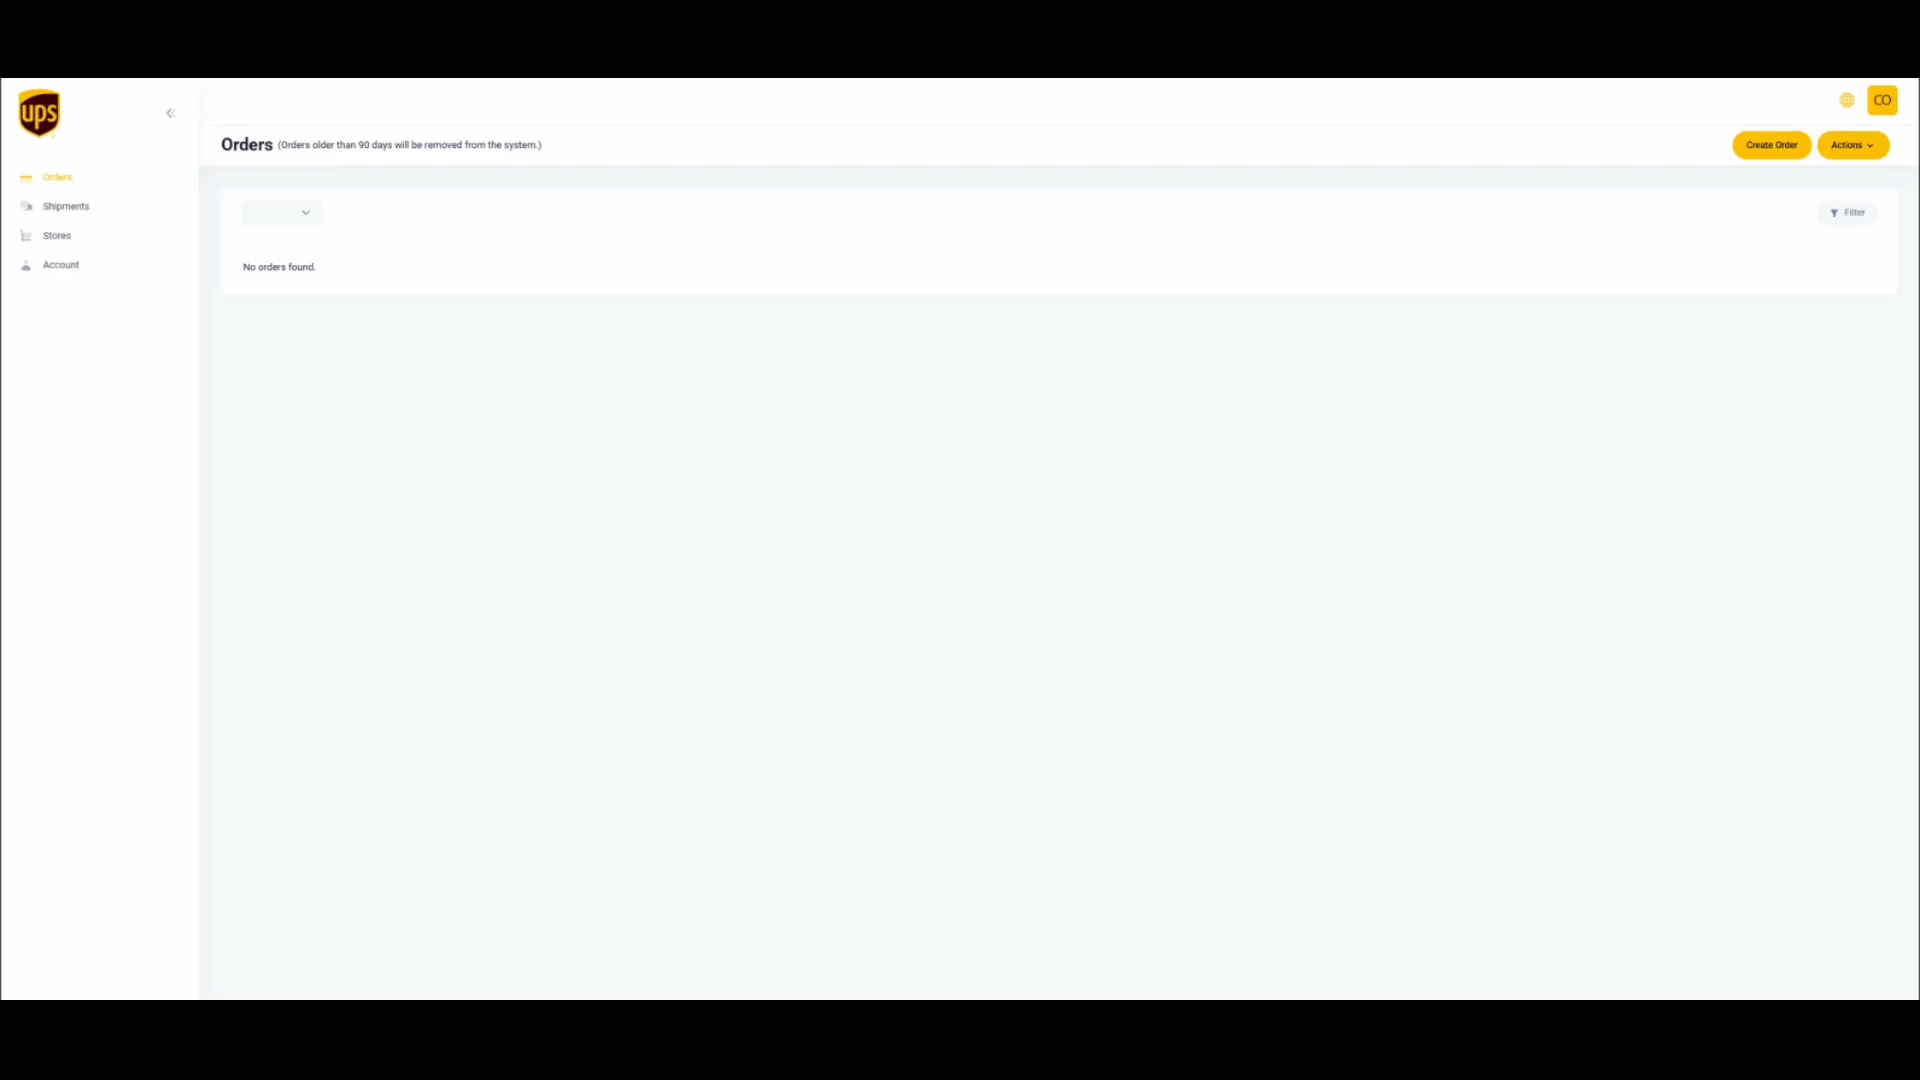 ups
CO
Orders (Orders older than 90 days will be removed from the system.)
Create Order
Actions
Orders
Shipments
Stores
Account
Filter
No orders found.